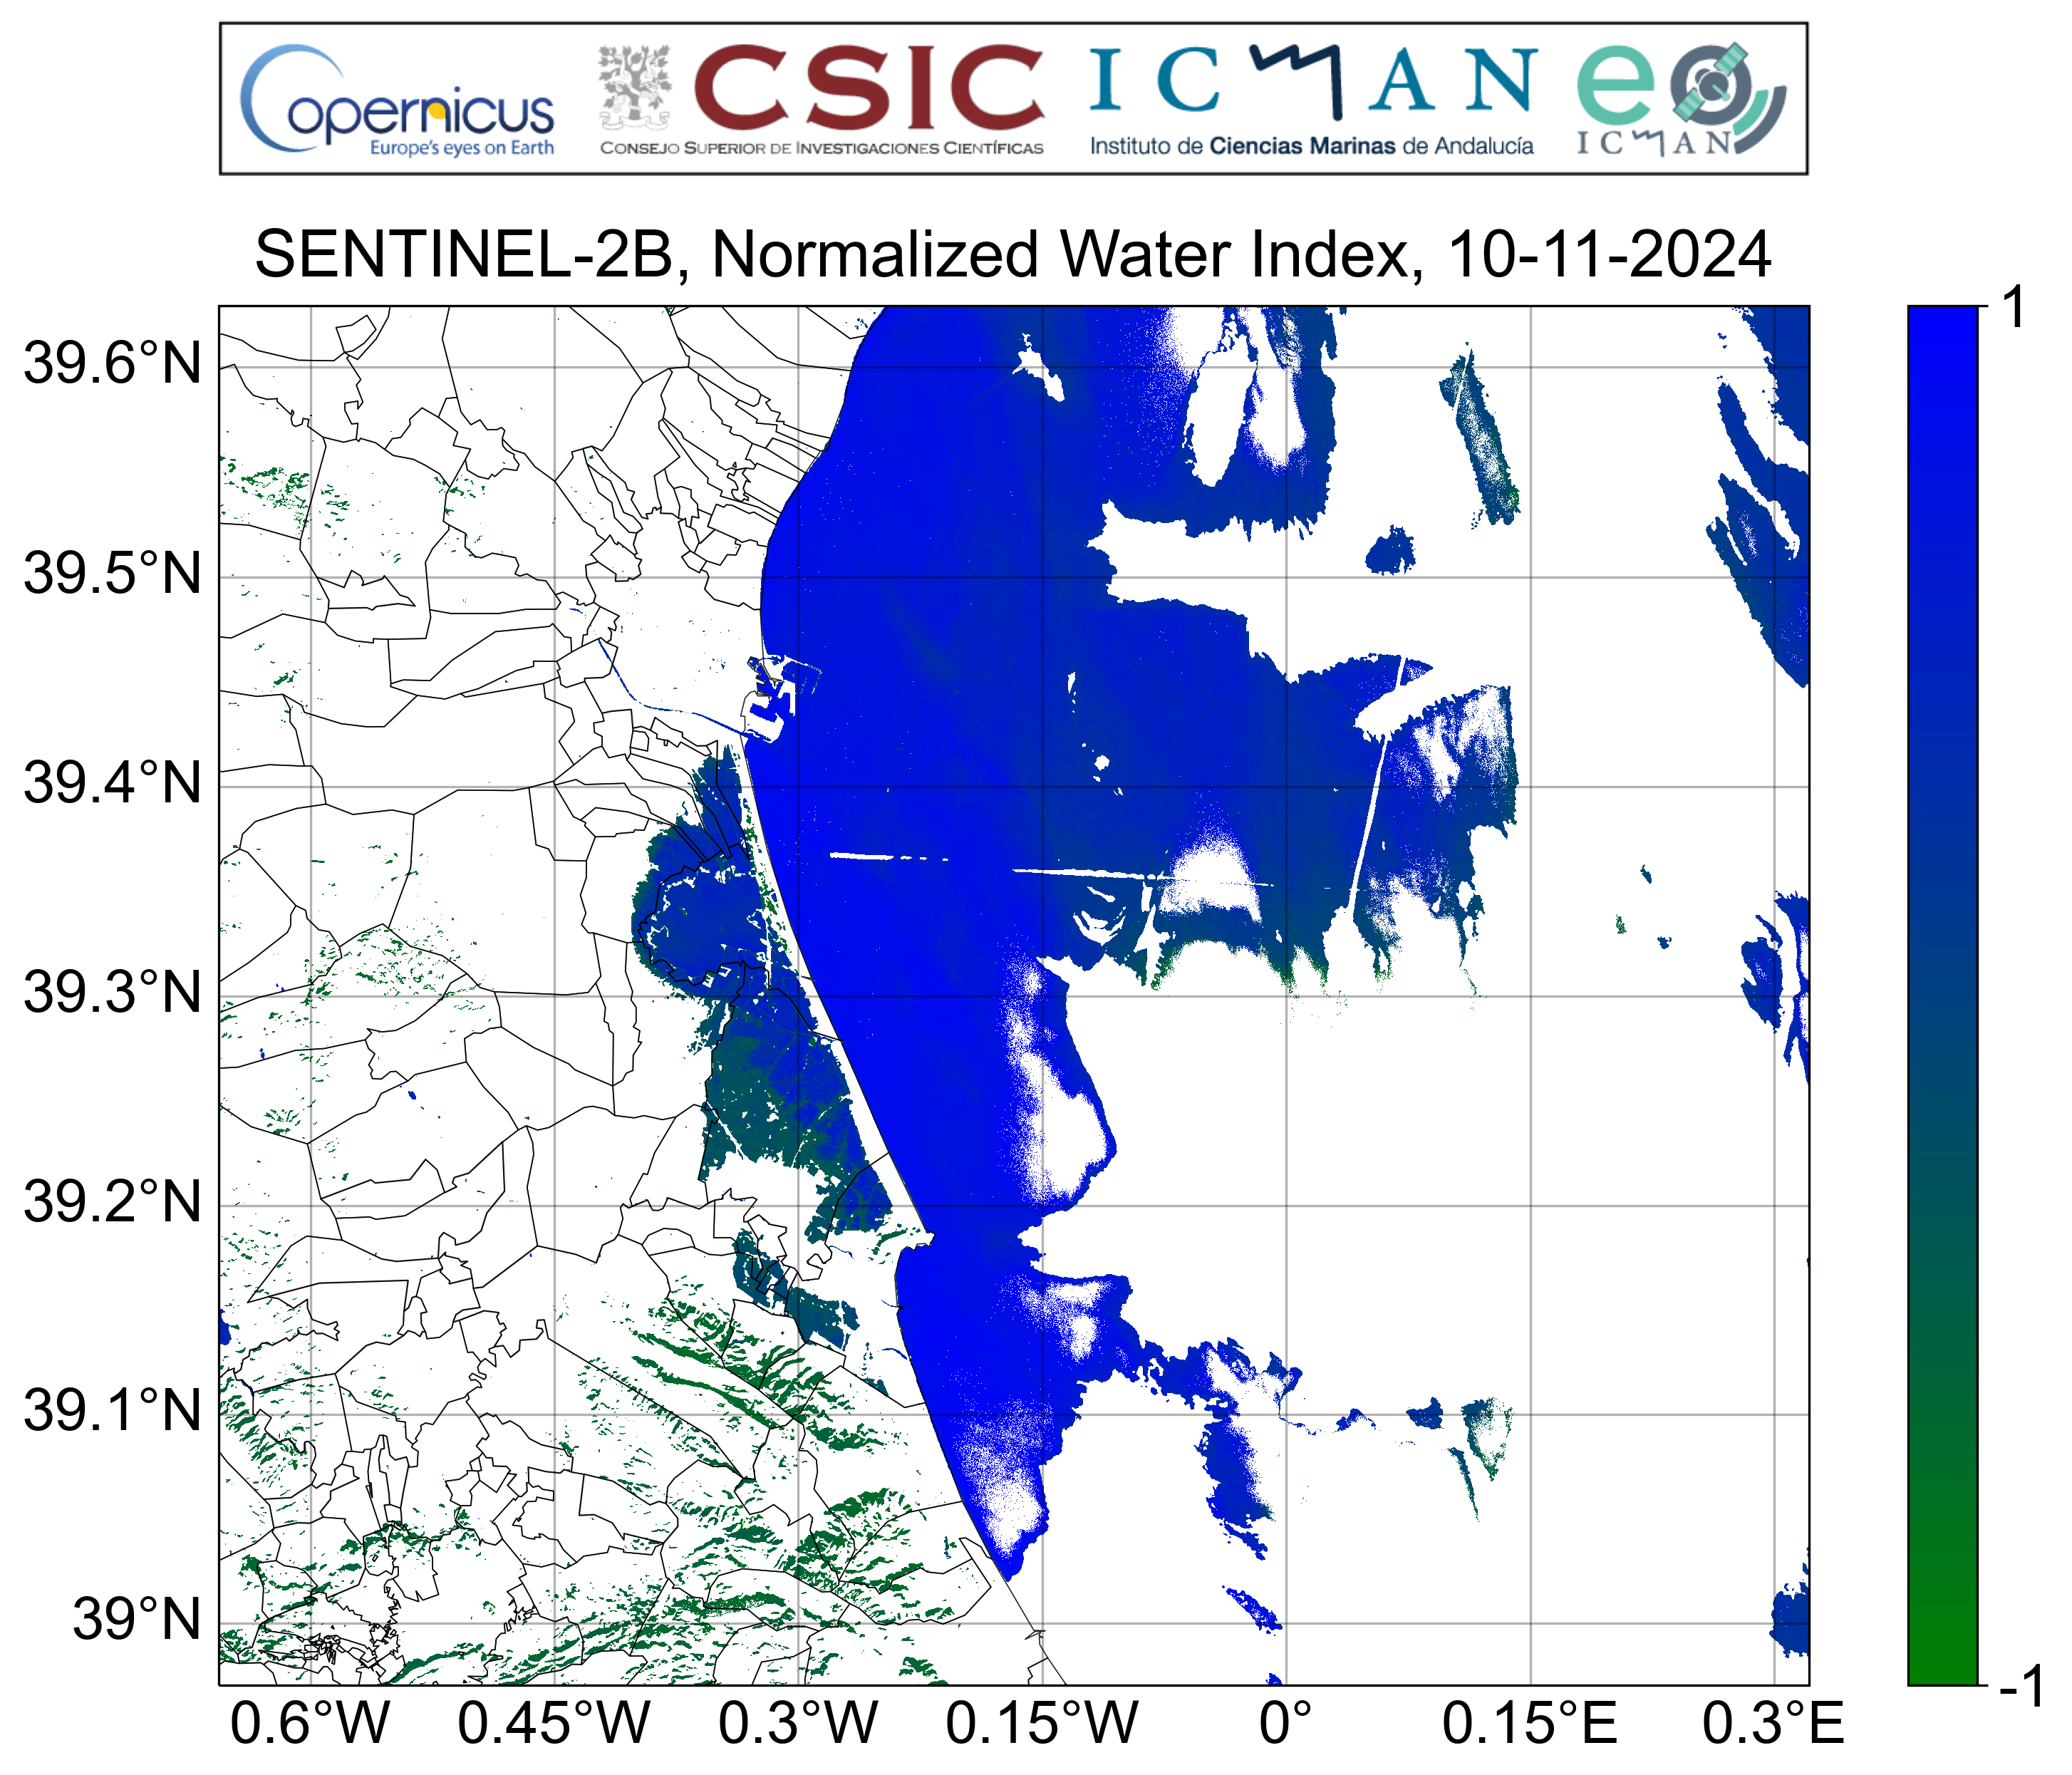 Copernicus
Europe's eyes on Earth
CSIC
CONSEJO SUPERIOR DE INVESTIGACIONES CIENTÍFICAS
ICMAN
Instituto de Ciencias Marinas de Andalucía
eo
ICMAN
SENTINEL-2B, Normalized Water Index, 10-11-2024
39.6°N
39.5°N
39.4°N
39.3°N
39.2°N
39.1°N
39°N
0.6°W 0.45°W 0.3°W 0.15°W 0° 0.15°E 0.3°E
1
-1